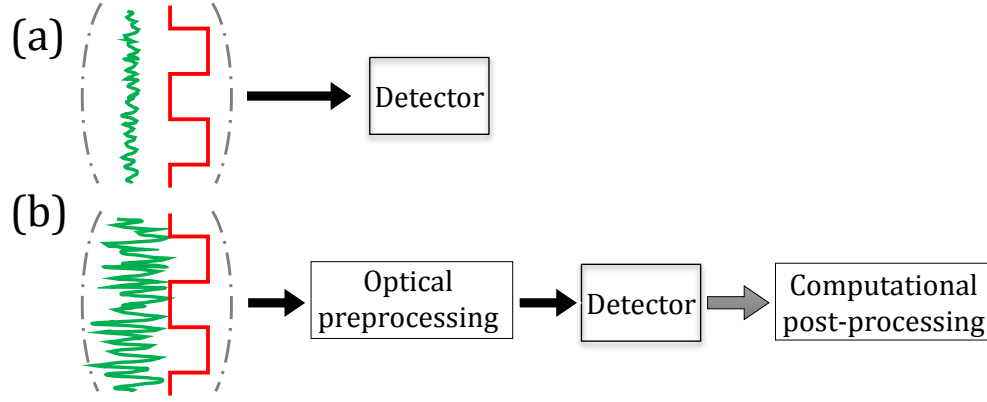 (a)
Detector
(b)
Optical
preprocessing
Detector
Computational
post-processing